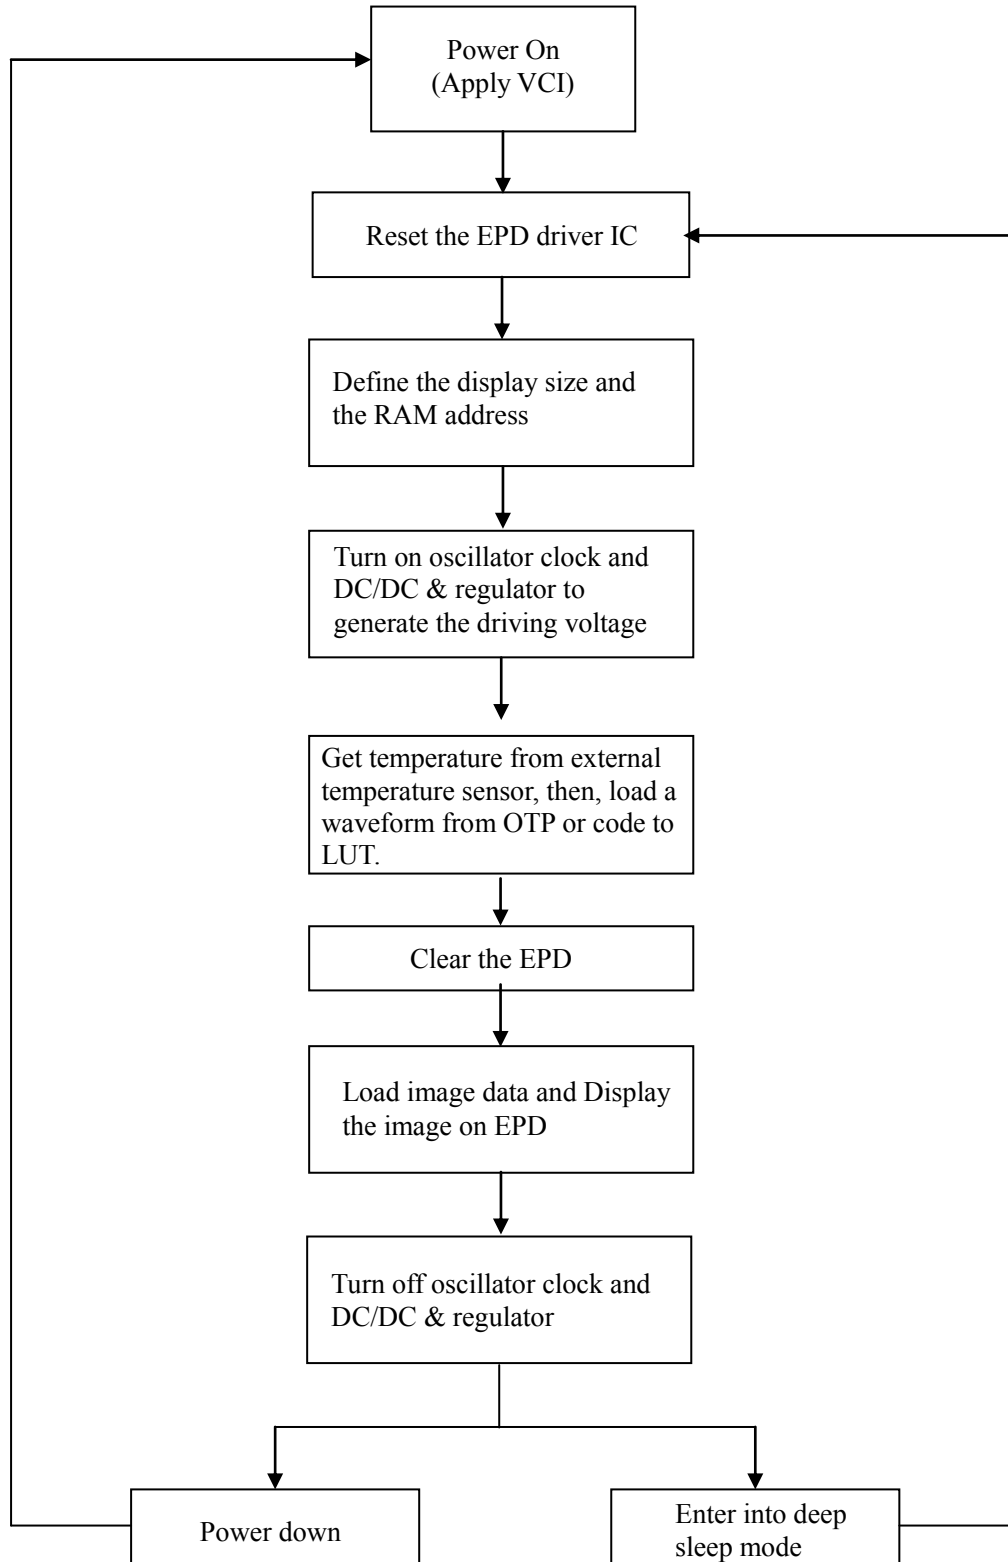 Power On
(Apply VCI)
Reset the EPD driver IC
Define the display size and
the RAM address
Turn on oscillator clock and
DC/DC & regulator to
generate the driving voltage
Get temperature from external
temperature sensor, then, load a
waveform from OTP or code to
LUT.
Clear the EPD
Load image data and Display
the image on EPD
Turn off oscillator clock and
DC/DC & regulator
Power down
Enter into deep
sleep mode